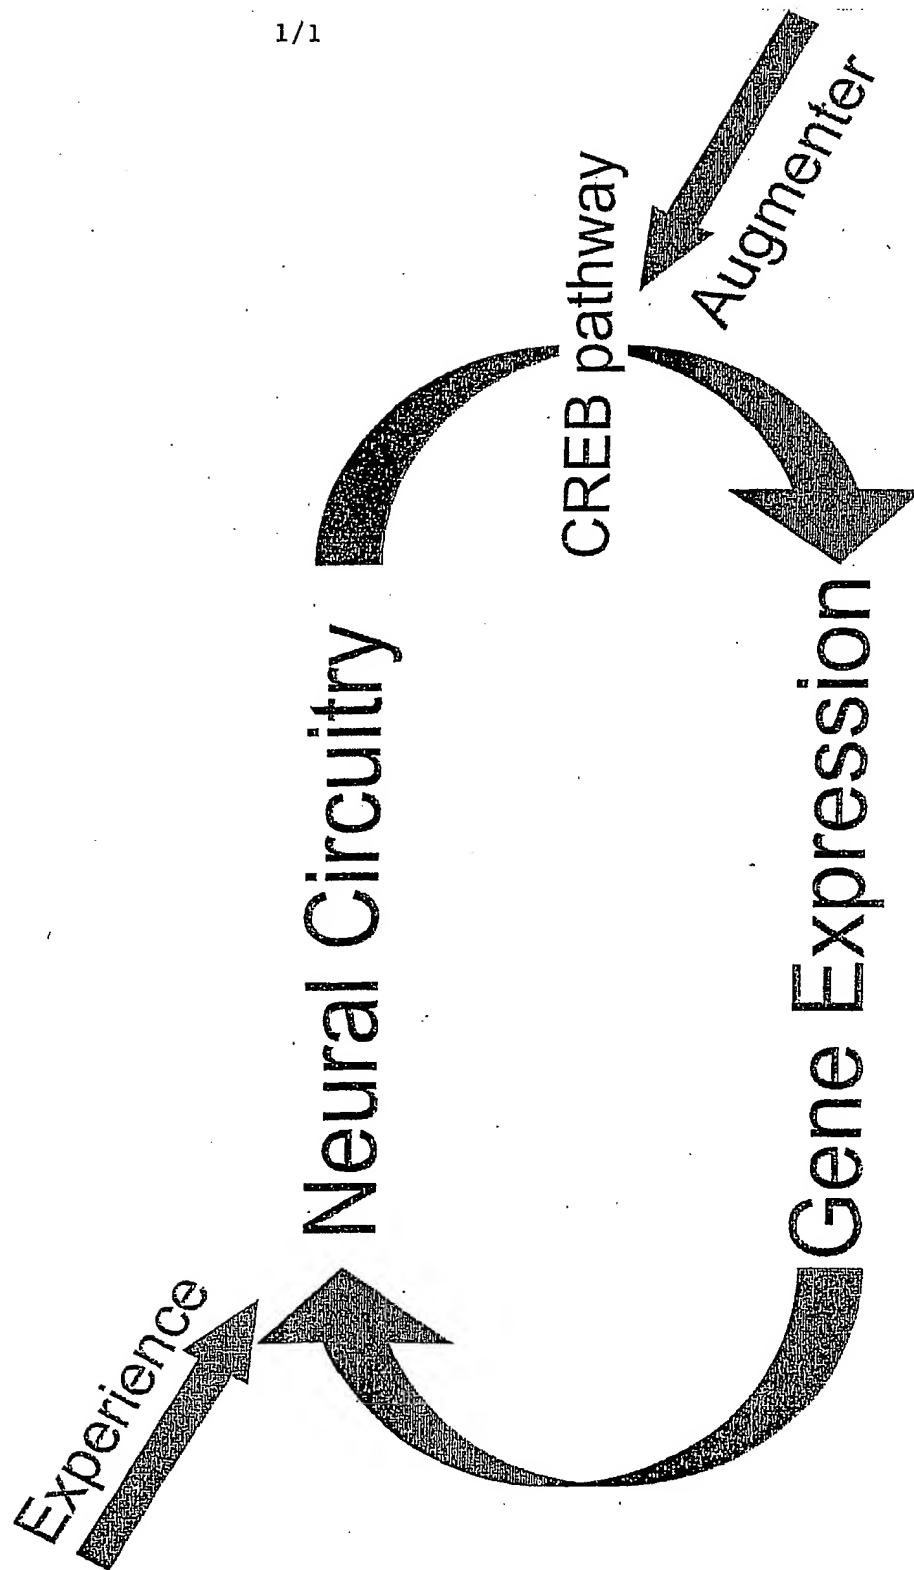 1/1
Experience
Neural Circuitry
CREB pathway
Augmenter
Gene Expression